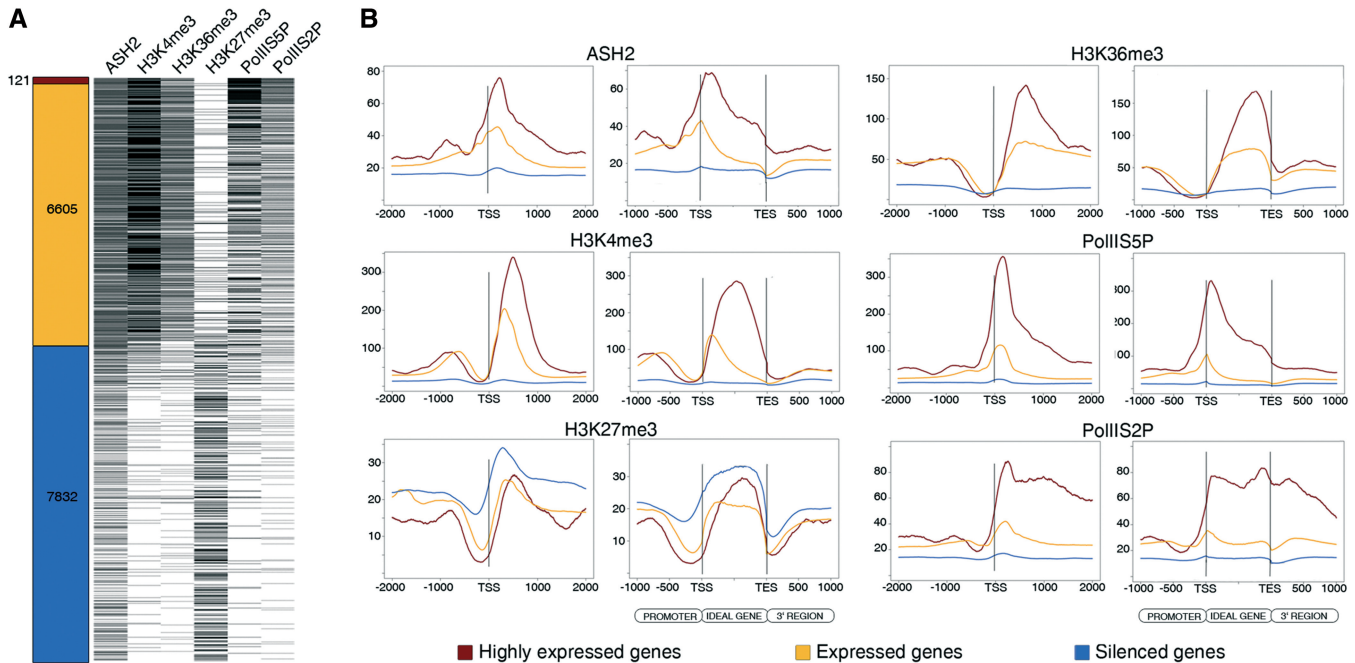 A
B
ASH2 H3K4me3 H3K36me3 H3K27me3 PolIIS5P PolIIS2P
121
6605
7832
ASH2
80
60
40
20
-2000 -1000 TSS 1000 2000
60
40
20
0
-1000 -500 TSS TES 500 1000
H3K36me3
150
100
50
-2000 -1000 TSS 1000 2000
150
100
50
0
-1000 -500 TSS TES 500 1000
H3K4me3
300
200
100
-2000 -1000 TSS 1000 2000
300
200
100
0
-1000 -500 TSS TES 500 1000
PolIIS5P
300
200
100
-2000 -1000 TSS 1000 2000
300
200
00
-1000 -500 TSS TES 500 1000
H3K27me3
30
20
10
-2000 -1000 TSS 1000 2000
30
20
10
-1000 -500 TSS TES 500 1000
PolIIS2P
80
60
40
20
-2000 -1000 TSS 1000 2000
80
60
40
20
-1000 -500 TSS TES 500 1000
PROMOTER IDEAL GENE 3' REGION
PROMOTER IDEAL GENE 3' REGION
Highly expressed genes
Expressed genes
Silenced genes